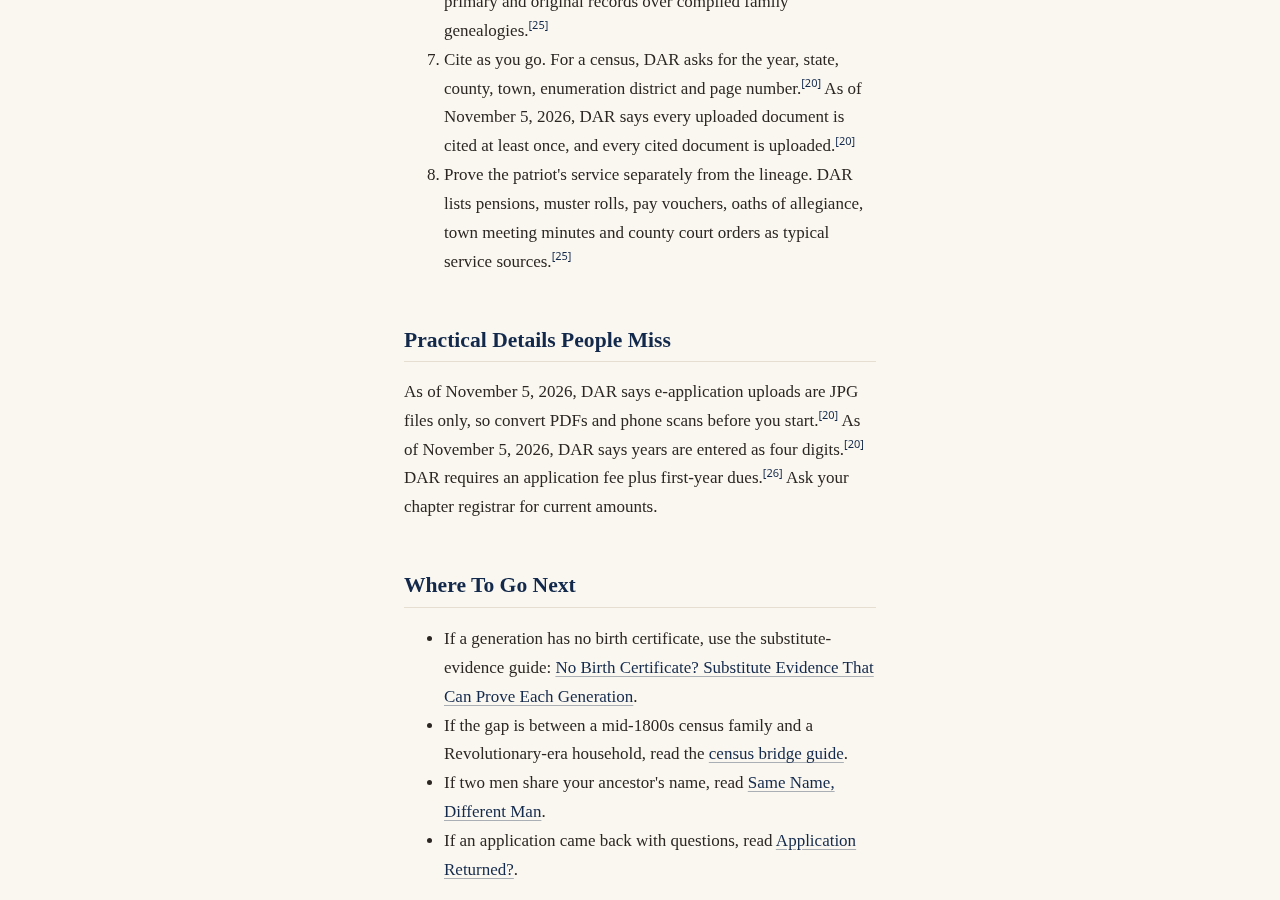 primary and original records over compiled family
genealogies.[25]
7. Cite as you go. For a census, DAR asks for the year, state,
county, town, enumeration district and page number.[20] As of
November 5, 2026, DAR says every uploaded document is
cited at least once, and every cited document is uploaded.[20]
8. Prove the patriot's service separately from the lineage. DAR
lists pensions, muster rolls, pay vouchers, oaths of allegiance,
town meeting minutes and county court orders as typical
service sources.[25]
Practical Details People Miss
As of November 5, 2026, DAR says e-application uploads are JPG
files only, so convert PDFs and phone scans before you start.[20] As
of November 5, 2026, DAR says years are entered as four digits.[20]
DAR requires an application fee plus first-year dues.[26] Ask your
chapter registrar for current amounts.
Where To Go Next
• If a generation has no birth certificate, use the substitute-
evidence guide: No Birth Certificate? Substitute Evidence That
Can Prove Each Generation.
• If the gap is between a mid-1800s census family and a
Revolutionary-era household, read the census bridge guide.
• If two men share your ancestor's name, read Same Name,
Different Man.
• If an application came back with questions, read Application
Returned?.